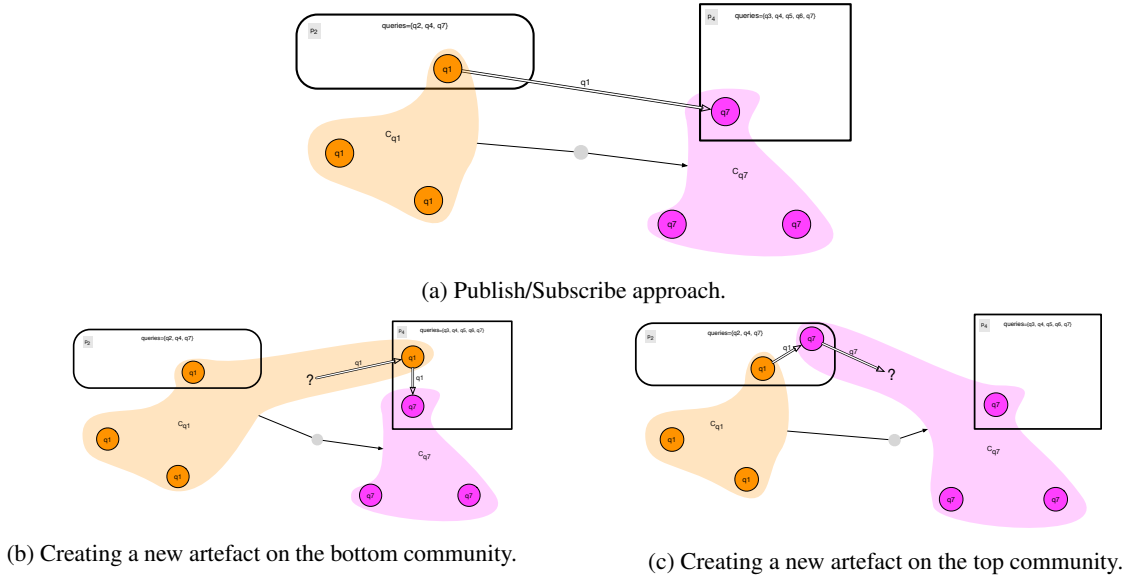 P2 queries={q2, q4, q7}
P4 queries={q3, q4, q5, q6, q7}
q1
q1
q7
Cq1
q1
Cq7
q1
q7 q7
(a) Publish/Subscribe approach.
P2 queries={q2, q4, q7}
P4 queries={q3, q4, q5, q6, q7}
q1 q1 q1
?
q1
q7
Cq1
q1
Cq7
q1
q7 q7
(b) Creating a new artefact on the bottom community.
P2 queries={q2, q4, q7}
P4 queries={q3, q4, q5, q6, q7}
q7
q1 q7
q1 ?
q7
Cq1
q1
Cq7
q1
q7 q7
(c) Creating a new artefact on the top community.